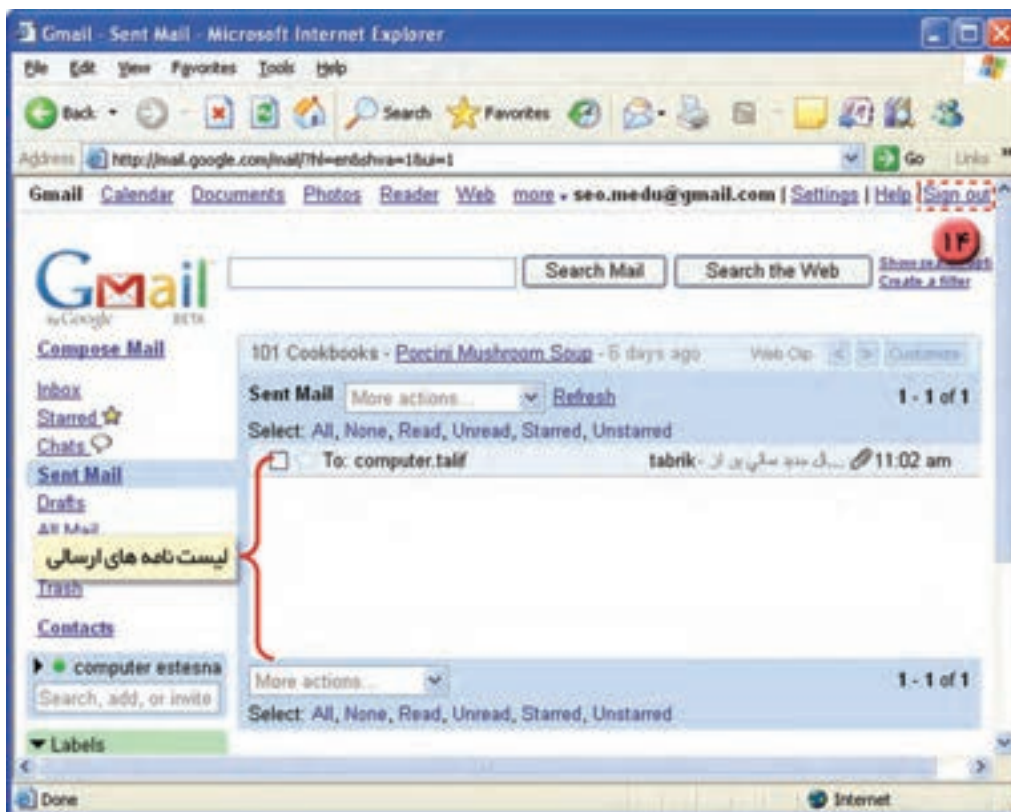 Gmail - Sent Mail - Microsoft Internet Explorer
File Edit View Favorites Tools Help
Back Search Favorites
Address http://mail.google.com/mail/?hl=en&shva=1&ui=1 Go Links
Gmail Calendar Documents Photos Reader Web more seo.medu@gmail.com | Settings | Help | Sign out
۱۴
Gmail
by Google BETA
Search Mail Search the Web
Create a filter
Compose Mail
101 Cookbooks - Porcini Mushroom Soup - 6 days ago Web Clip < > Customize
Inbox
Sent Mail More actions... Refresh 1 - 1 of 1
Starred
Select: All, None, Read, Unread, Starred, Unstarred
Chats
To: computer.talif tabrik - 11:02 am
Sent Mail
Drafts
All Mail
لیست نامه های ارسالی
Trash
Contacts
computer estesna
Search, add, or invite
More actions... 1 - 1 of 1
Select: All, None, Read, Unread, Starred, Unstarred
Labels
Done Internet